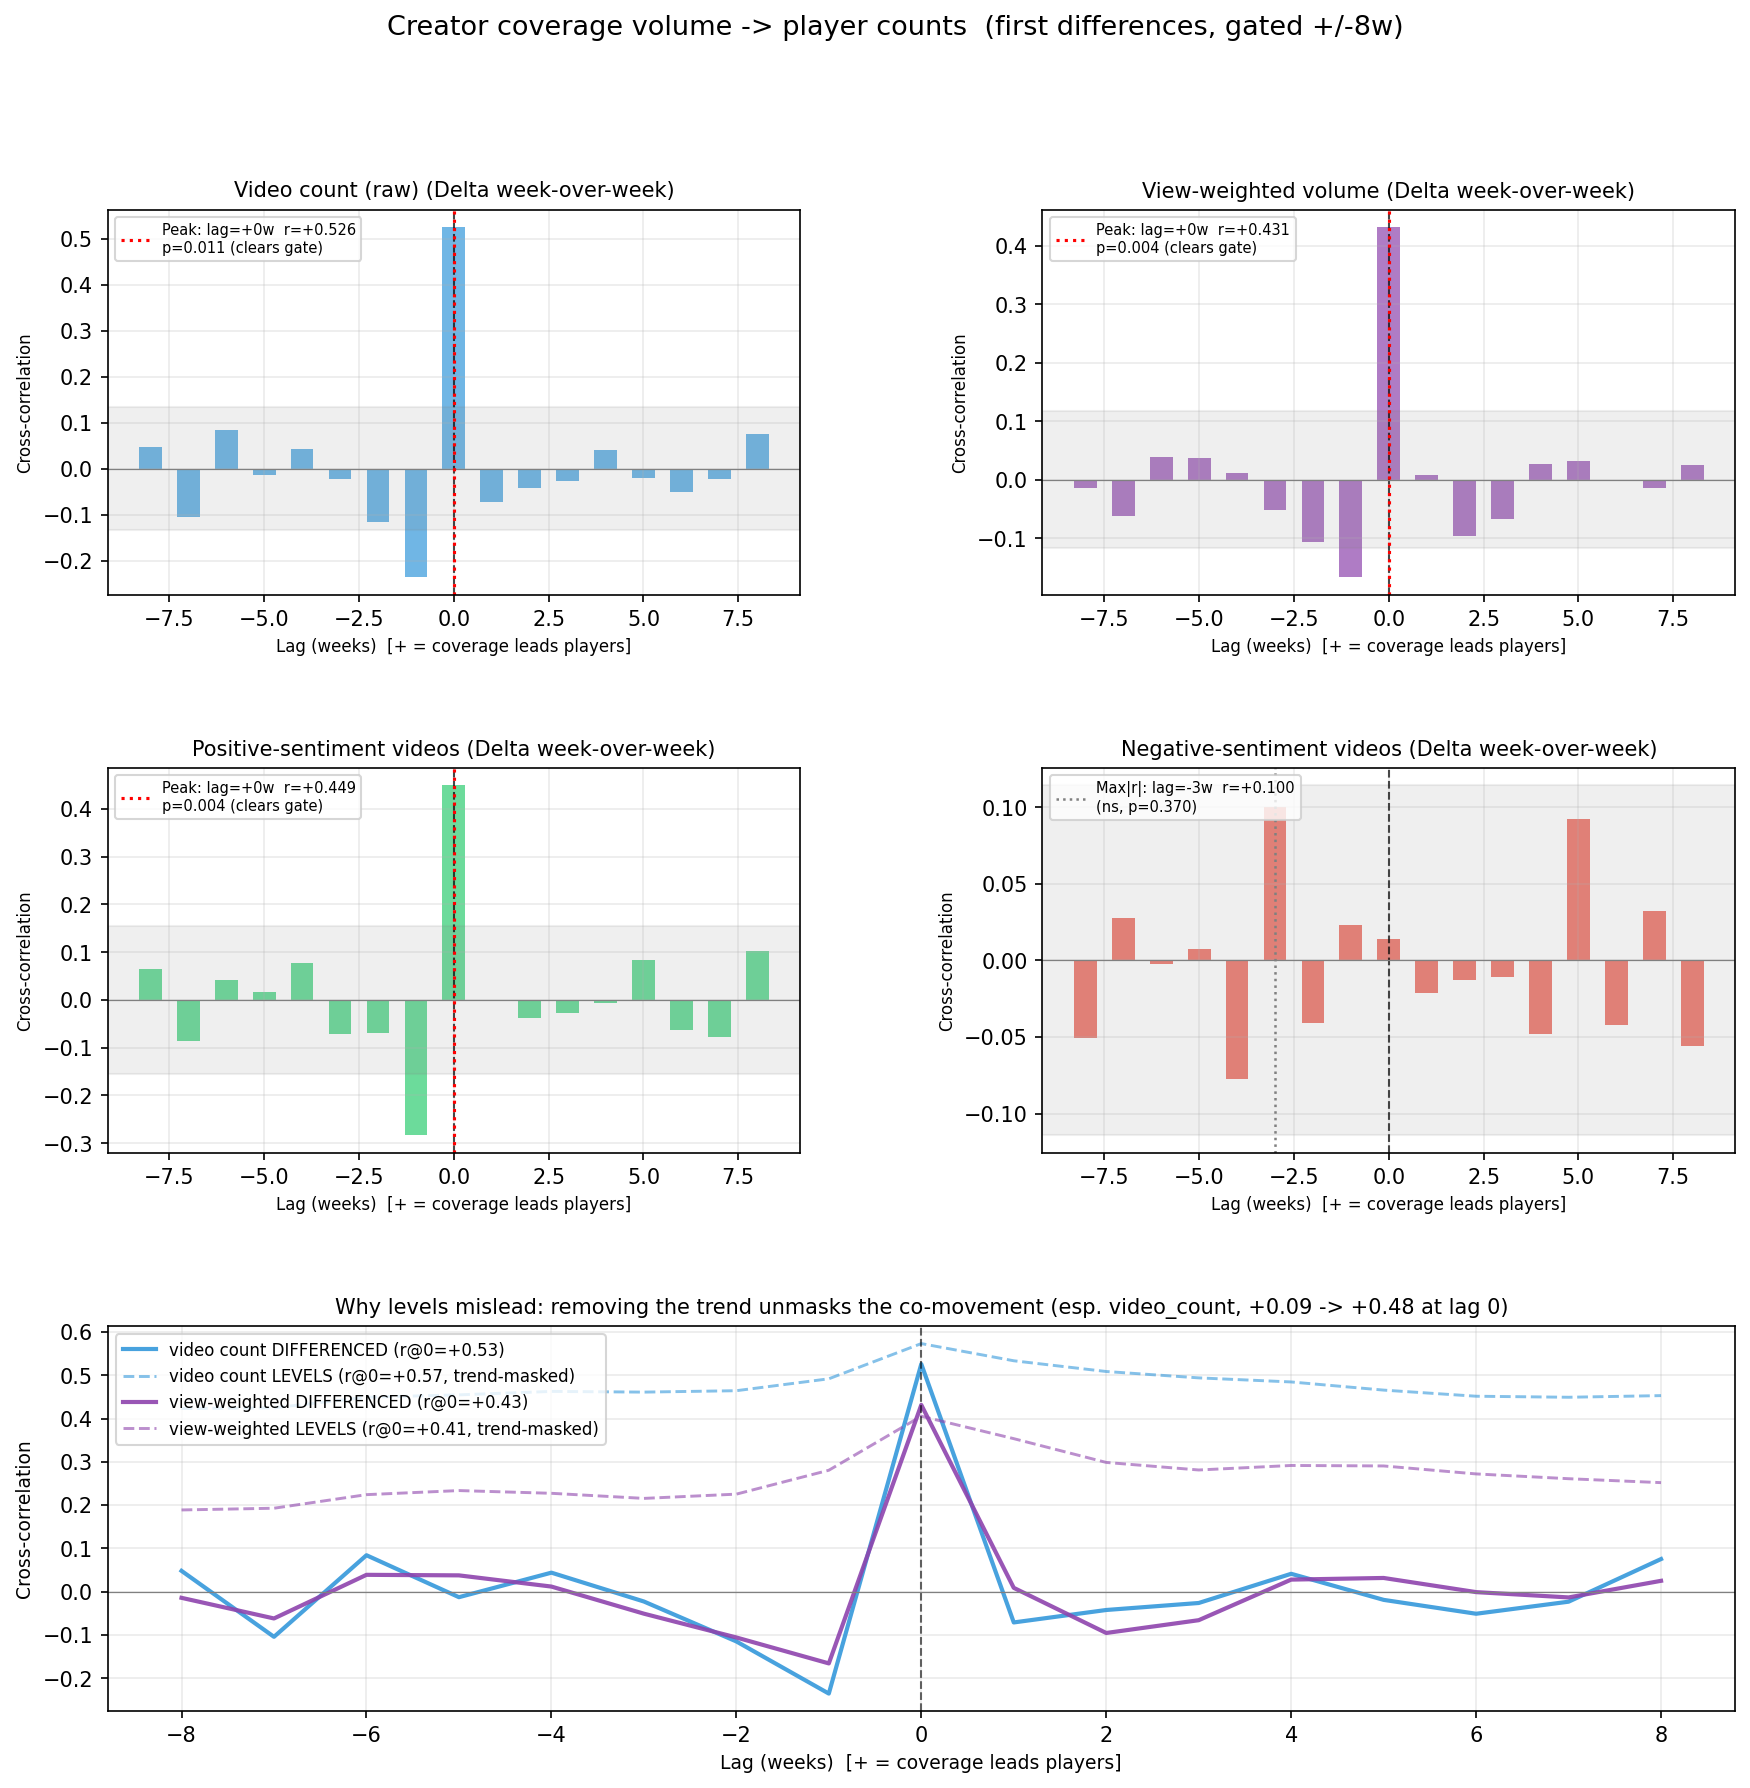 Creator coverage volume -> player counts  (first differences, gated +/-8w)
Video count (raw) (Delta week-over-week)
Peak: lag=+0w  r=+0.526
p=0.011 (clears gate)
Cross-correlation
0.5
0.4
0.3
0.2
0.1
0.0
−0.1
−0.2
−7.5 −5.0 −2.5 0.0 2.5 5.0 7.5
Lag (weeks)  [+ = coverage leads players]
View-weighted volume (Delta week-over-week)
Peak: lag=+0w  r=+0.431
p=0.004 (clears gate)
Cross-correlation
0.4
0.3
0.2
0.1
0.0
−0.1
−7.5 −5.0 −2.5 0.0 2.5 5.0 7.5
Lag (weeks)  [+ = coverage leads players]
Positive-sentiment videos (Delta week-over-week)
Peak: lag=+0w  r=+0.449
p=0.004 (clears gate)
Cross-correlation
0.4
0.3
0.2
0.1
0.0
−0.1
−0.2
−0.3
−7.5 −5.0 −2.5 0.0 2.5 5.0 7.5
Lag (weeks)  [+ = coverage leads players]
Negative-sentiment videos (Delta week-over-week)
Max|r|: lag=-3w  r=+0.100
(ns, p=0.370)
Cross-correlation
0.10
0.05
0.00
−0.05
−0.10
−7.5 −5.0 −2.5 0.0 2.5 5.0 7.5
Lag (weeks)  [+ = coverage leads players]
Why levels mislead: removing the trend unmasks the co-movement (esp. video_count, +0.09 -> +0.48 at lag 0)
video count DIFFERENCED (r@0=+0.53)
video count LEVELS (r@0=+0.57, trend-masked)
view-weighted DIFFERENCED (r@0=+0.43)
view-weighted LEVELS (r@0=+0.41, trend-masked)
Cross-correlation
0.6
0.5
0.4
0.3
0.2
0.1
0.0
−0.1
−0.2
−8 −6 −4 −2 0 2 4 6 8
Lag (weeks)  [+ = coverage leads players]